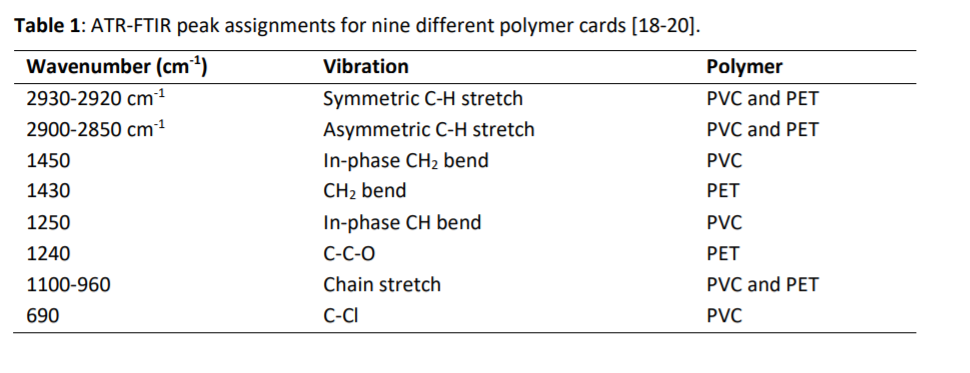 Table 1: ATR-FTIR peak assignments for nine different polymer cards [18-20].
Wavenumber (cm⁻¹) Vibration Polymer
2930-2920 cm⁻¹ Symmetric C-H stretch PVC and PET
2900-2850 cm⁻¹ Asymmetric C-H stretch PVC and PET
1450 In-phase CH₂ bend PVC
1430 CH₂ bend PET
1250 In-phase CH bend PVC
1240 C-C-O PET
1100-960 Chain stretch PVC and PET
690 C-Cl PVC